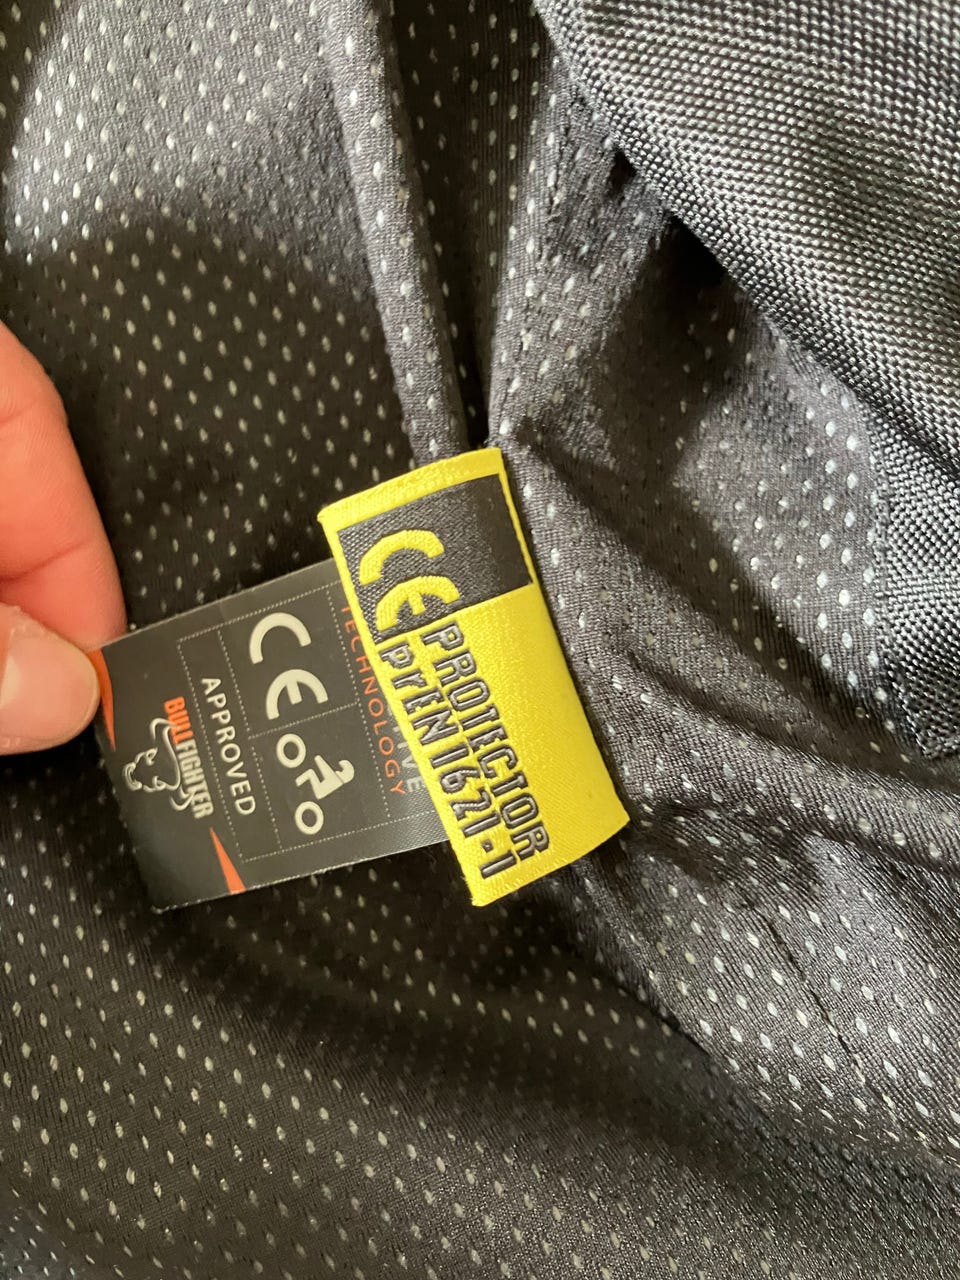 CE
PROTECTOR
prEN 1621-1
TECHNOLOGY
CE
APPROVED
BULLFIGHTER